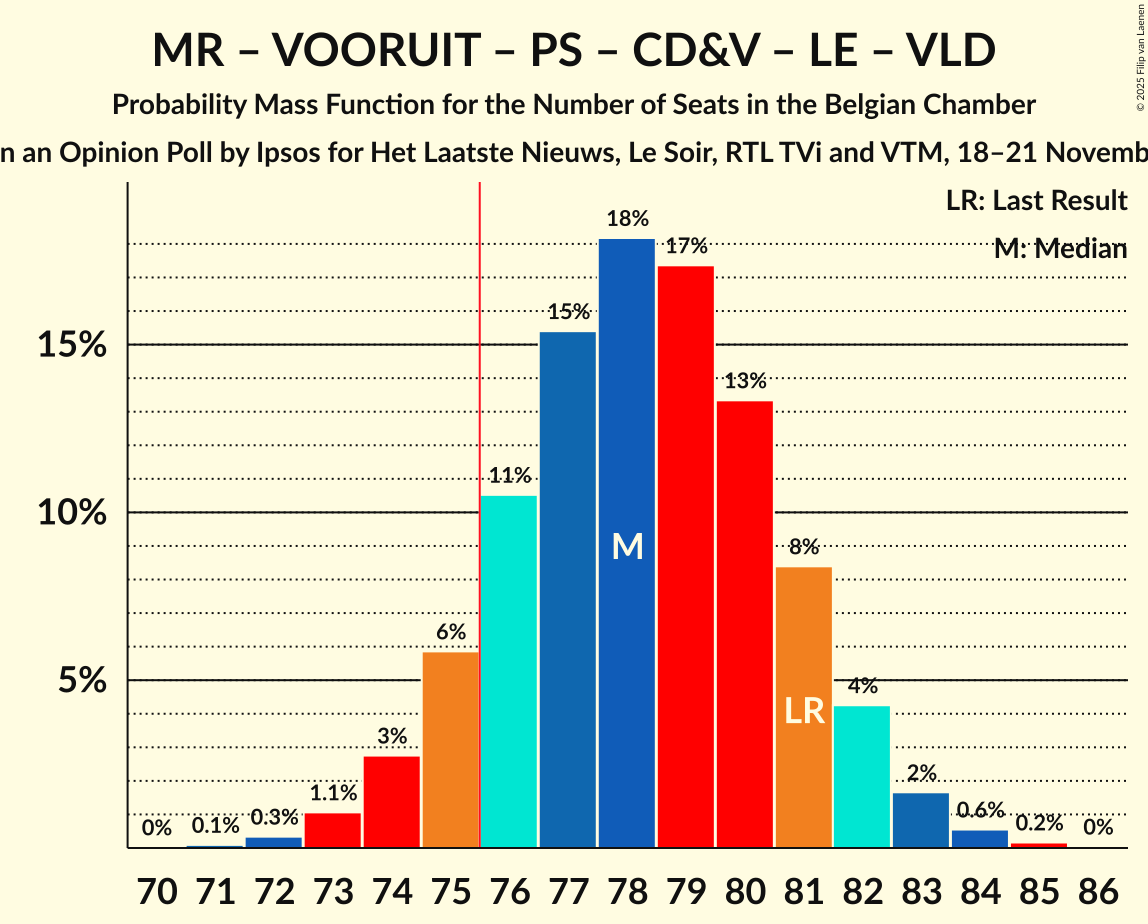 MR – VOORUIT – PS – CD&V – LE – VLD
Probability Mass Function for the Number of Seats in the Belgian Chamber
an Opinion Poll by Ipsos for Het Laatste Nieuws, Le Soir, RTL TVi and VTM, 18–21
© 2025 Filip van Laenen
LR: Last Result
M: Median
15%
10%
5%
0%
0.1%
0.3%
1.1%
3%
6%
11%
15%
18%
17%
13%
8%
4%
2%
0.6%
0.2%
0%
M
LR
70 71 72 73 74 75 76 77 78 79 80 81 82 83 84 85 86